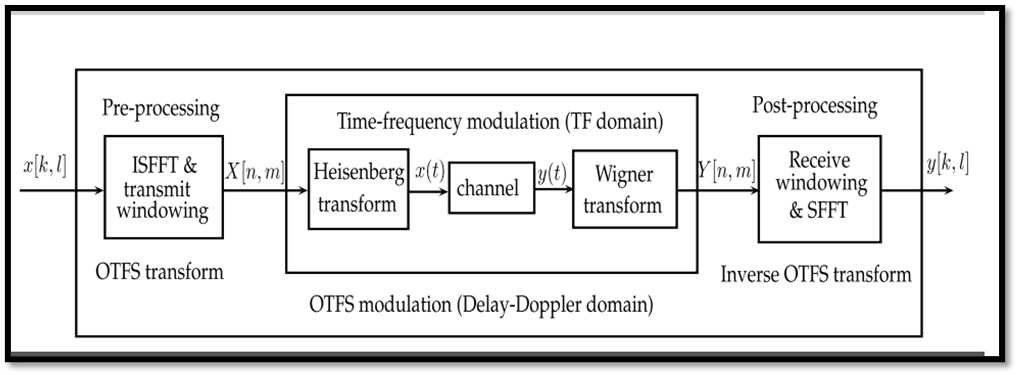 Pre-processing
Post-processing
Time-frequency modulation (TF domain)
x[k, l]
ISFFT &
transmit
windowing
X[n, m]
Heisenberg
transform
x(t)
channel
y(t)
Wigner
transform
Y[n, m]
Receive
windowing
& SFFT
y[k, l]
OTFS transform
Inverse OTFS transform
OTFS modulation (Delay-Doppler domain)